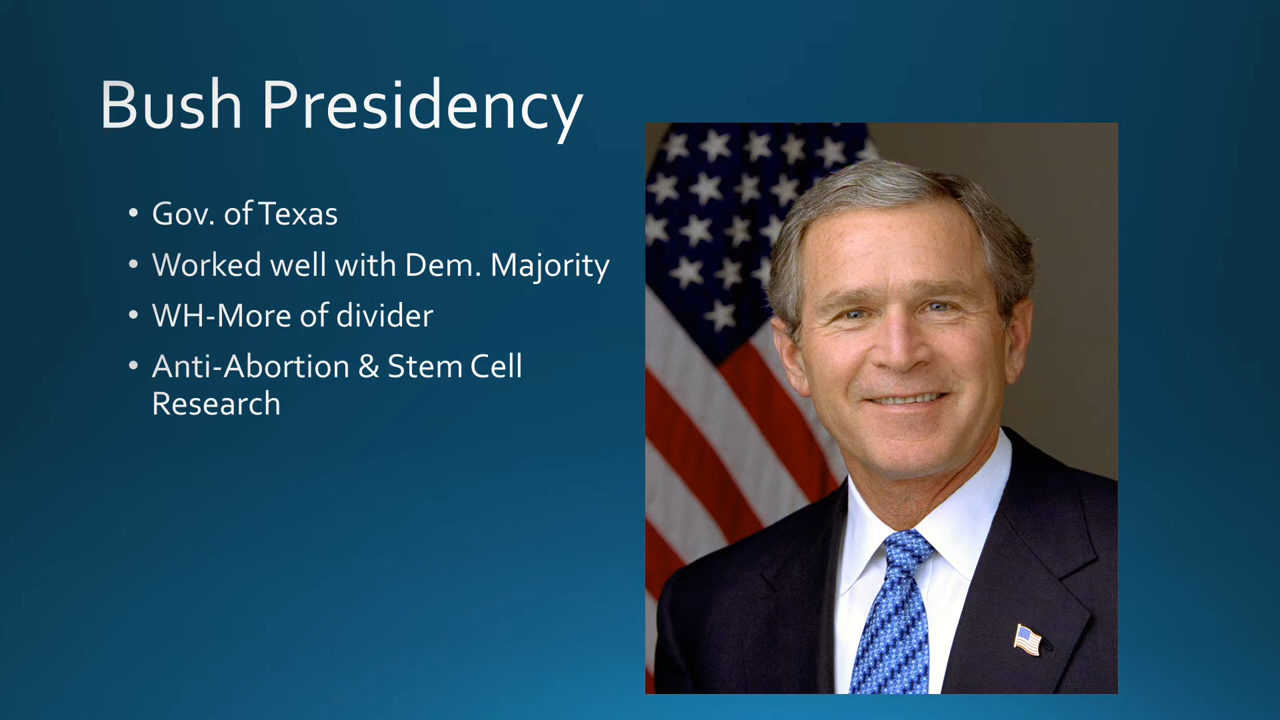 Bush Presidency
• Gov. of Texas
• Worked well with Dem. Majority
• WH-More of divider
• Anti-Abortion & Stem Cell
Research